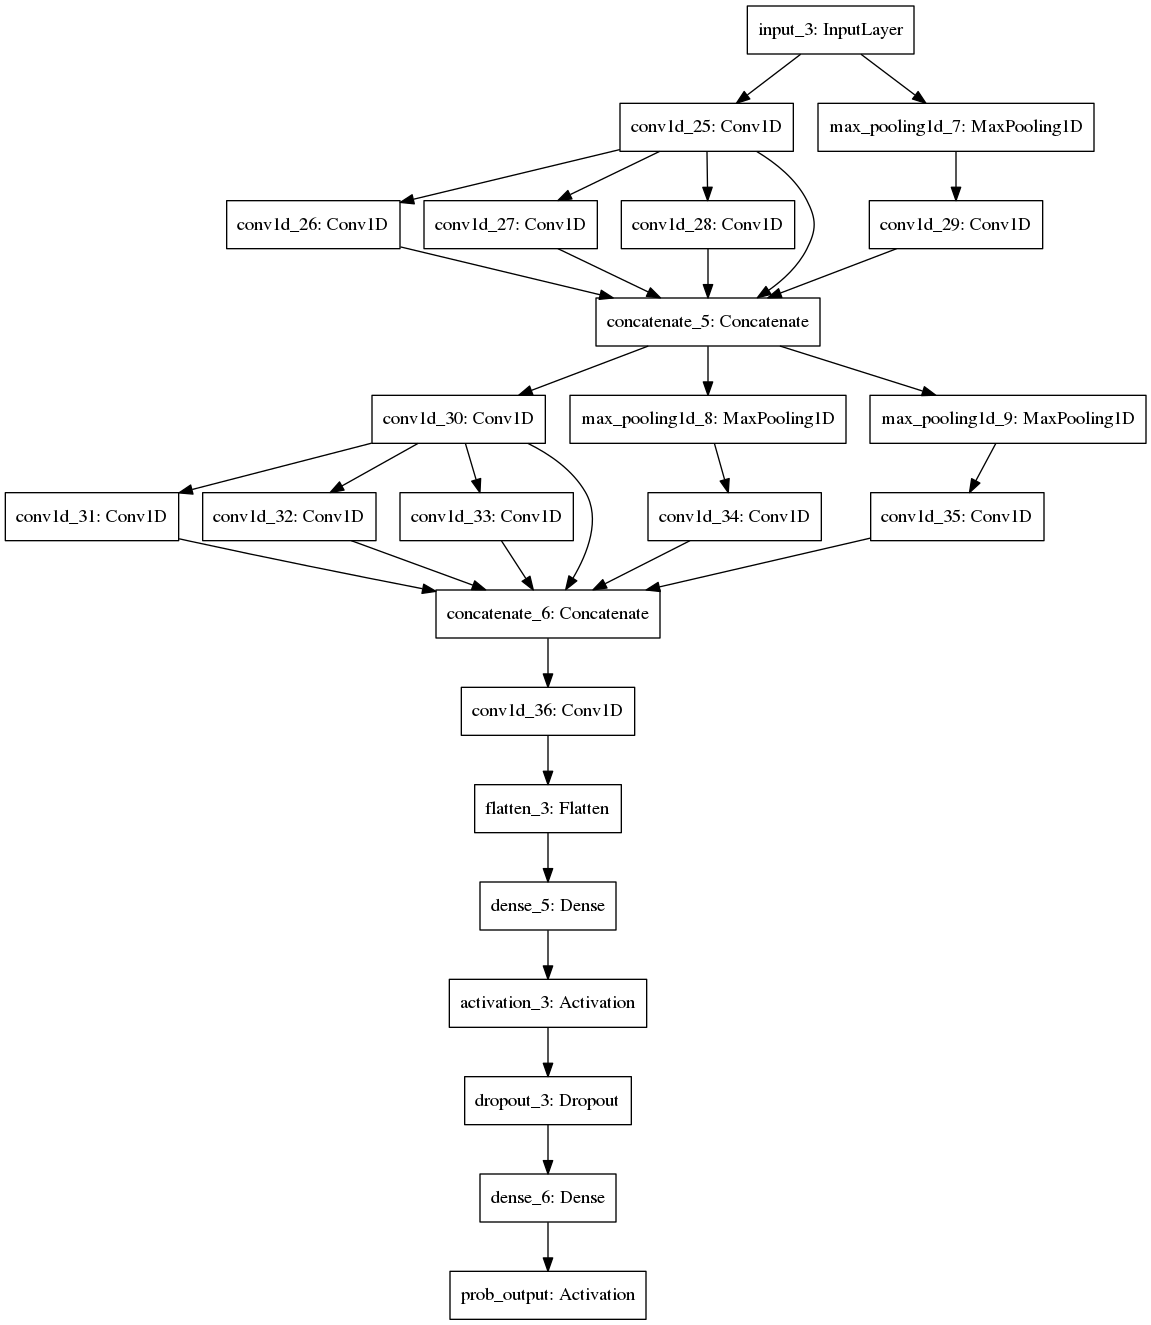 input_3: InputLayer
conv1d_25: Conv1D
max_pooling1d_7: MaxPooling1D
conv1d_26: Conv1D
conv1d_27: Conv1D
conv1d_28: Conv1D
conv1d_29: Conv1D
concatenate_5: Concatenate
conv1d_30: Conv1D
max_pooling1d_8: MaxPooling1D
max_pooling1d_9: MaxPooling1D
conv1d_31: Conv1D
conv1d_32: Conv1D
conv1d_33: Conv1D
conv1d_34: Conv1D
conv1d_35: Conv1D
concatenate_6: Concatenate
conv1d_36: Conv1D
flatten_3: Flatten
dense_5: Dense
activation_3: Activation
dropout_3: Dropout
dense_6: Dense
prob_output: Activation